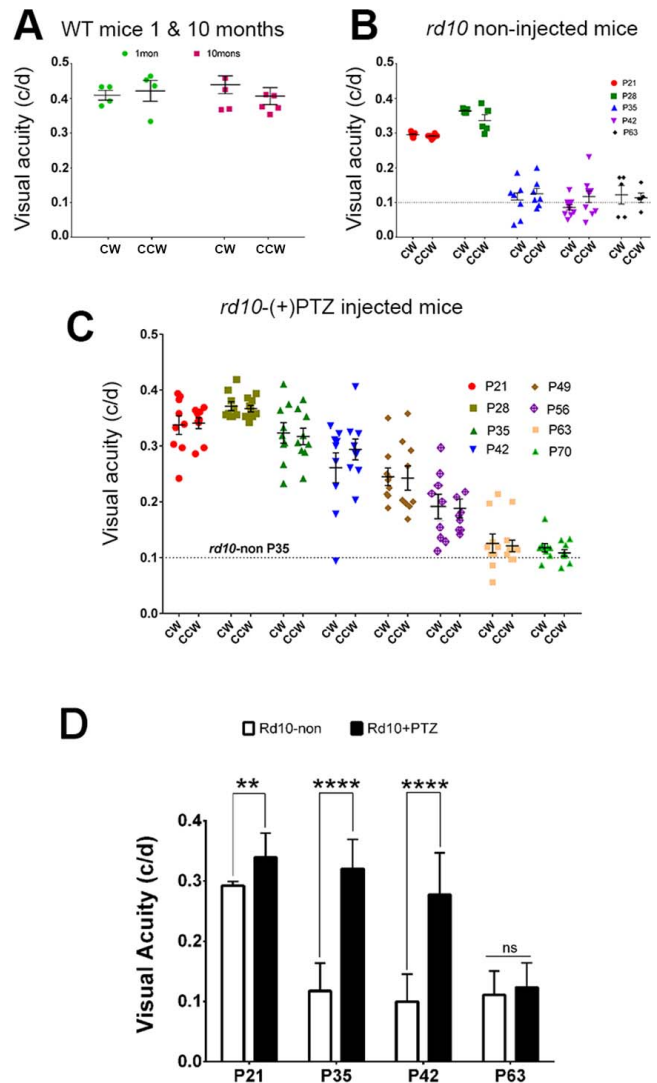 A
WT mice 1 & 10 months
1mon
10mons
Visual acuity (c/d)
0.5
0.4
0.3
0.2
0.1
0.0
CW
CCW
CW
CCW
B
rd10 non-injected mice
Visual acuity (c/d)
0.5
0.4
0.3
0.2
0.1
0.0
P21
P28
P35
P42
P63
CW
CCW
CW
CCW
CW
CCW
CW
CCW
CW
CCW
C
rd10-(+)PTZ injected mice
Visual acuity (c/d)
0.5
0.4
0.3
0.2
0.1
0.0
P21
P28
P35
P42
P49
P56
P63
P70
rd10-non P35
CW
CCW
CW
CCW
CW
CCW
CW
CCW
CW
CCW
CW
CCW
CW
CCW
CW
CCW
D
Rd10-non
Rd10+PTZ
Visual Acuity (c/d)
0.4
0.3
0.2
0.1
0.0
**
****
****
ns
P21
P35
P42
P63